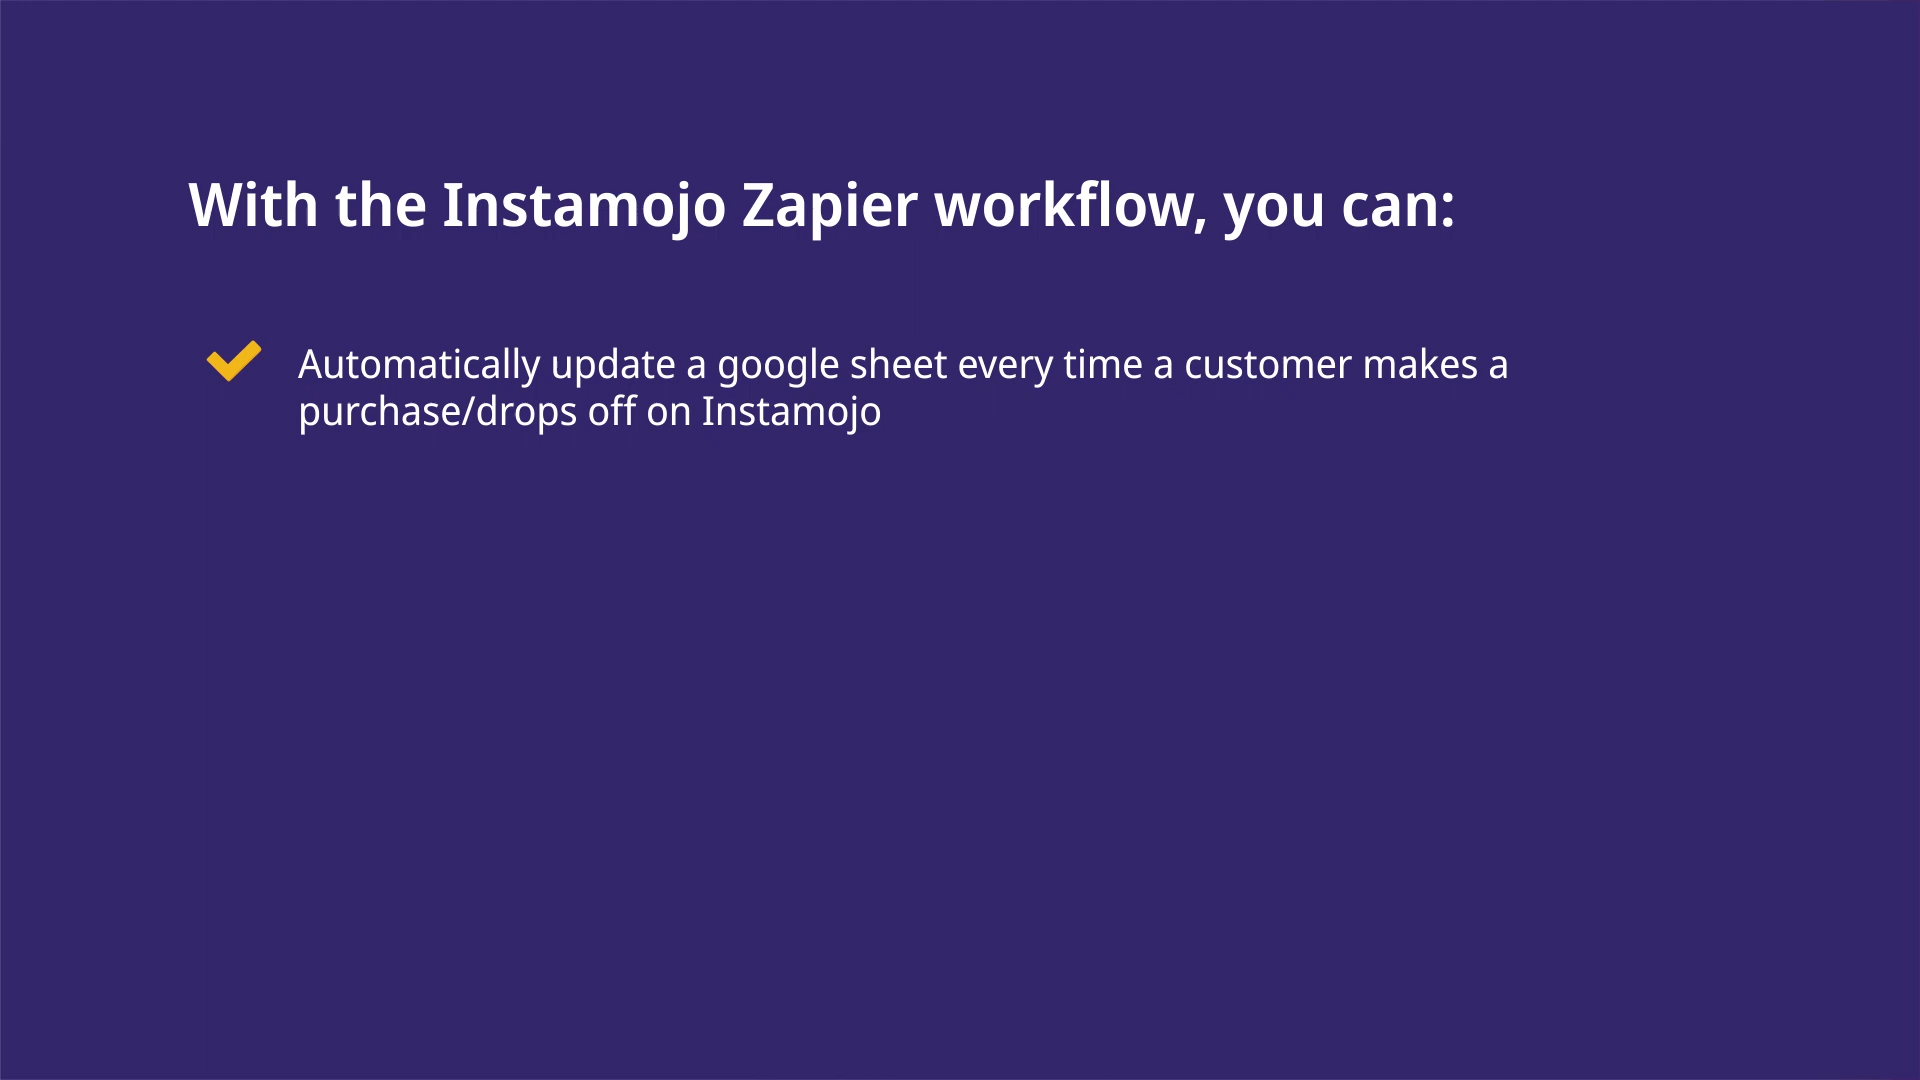 With the Instamojo Zapier workflow, you can:
Automatically update a google sheet every time a customer makes a
purchase/drops off on Instamojo